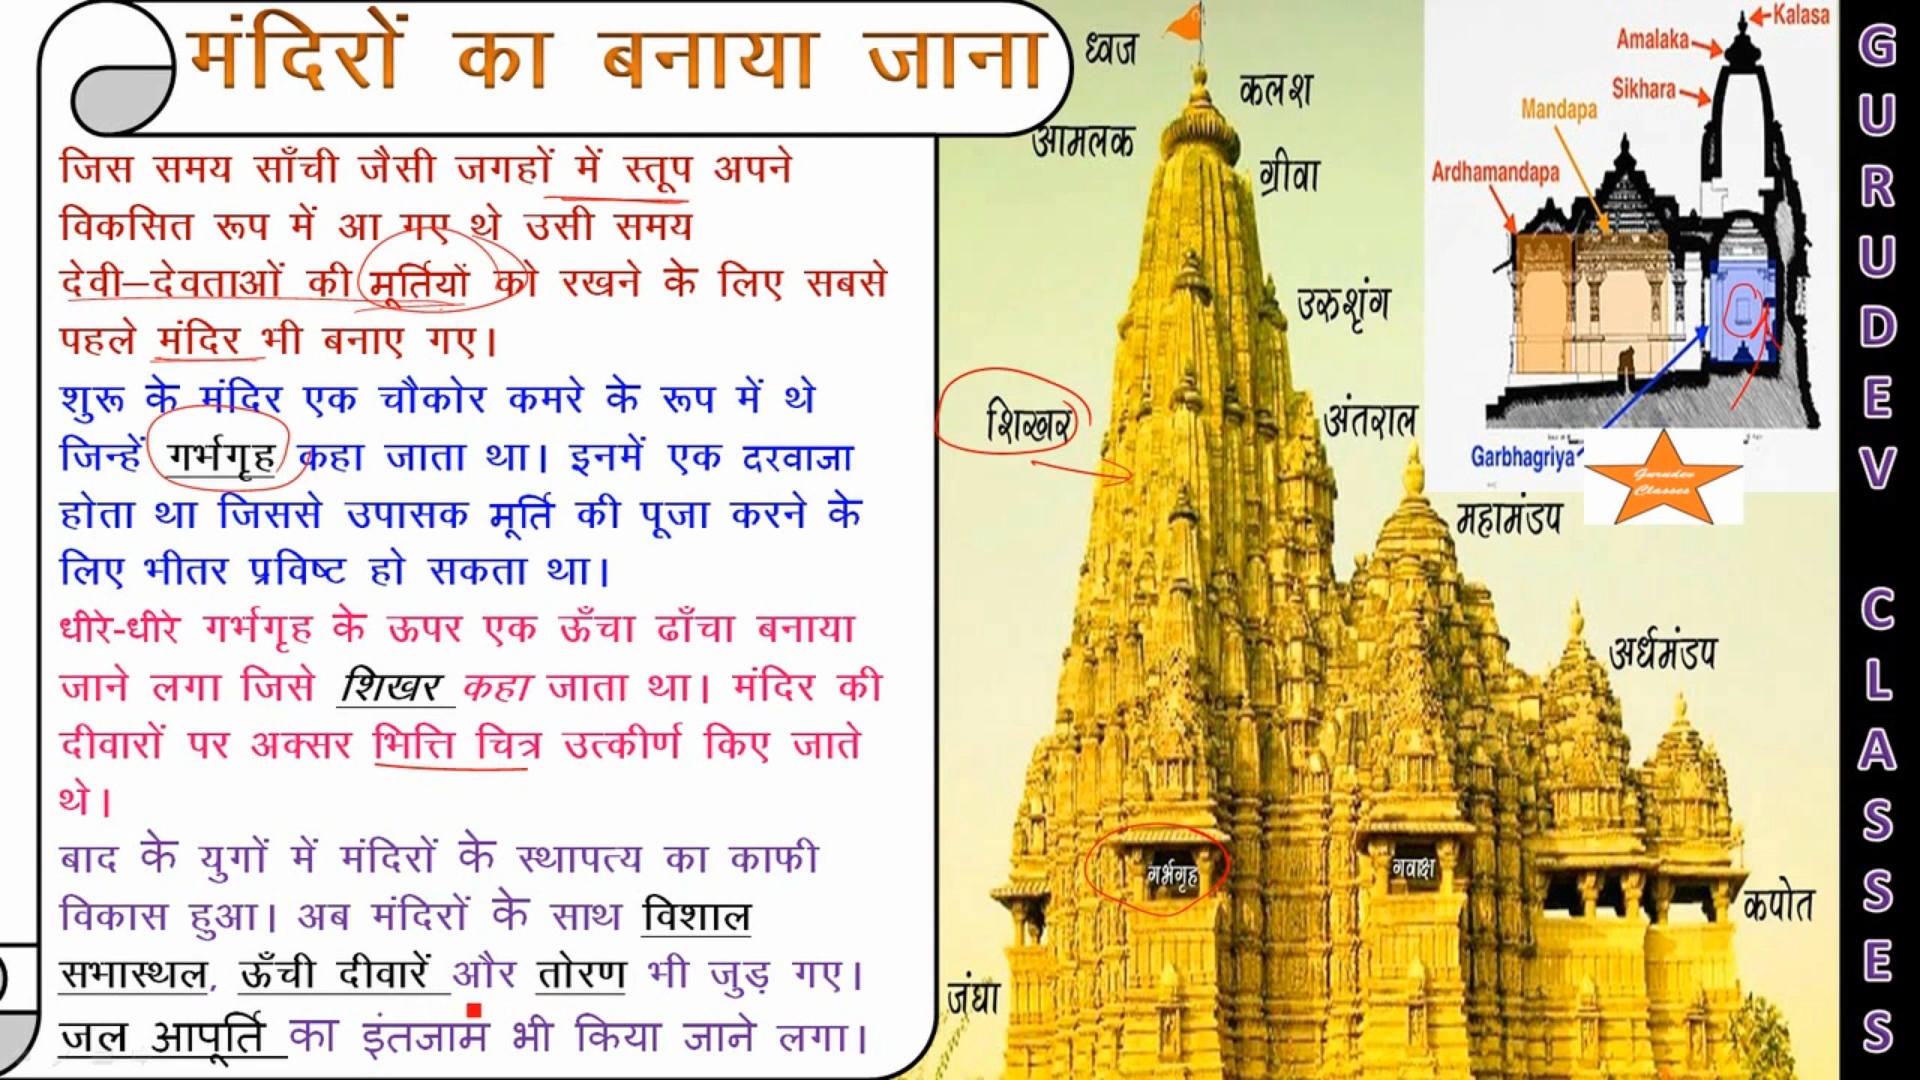 मंदिरों का बनाया जाना
जिस समय साँची जैसी जगहों में स्तूप अपने
विकसित रूप में आ गए थे उसी समय
देवी–देवताओं की मूर्तियों को रखने के लिए सबसे
पहले मंदिर भी बनाए गए।
शुरू के मंदिर एक चौकोर कमरे के रूप में थे
जिन्हें गर्भगृह कहा जाता था। इनमें एक दरवाजा
होता था जिससे उपासक मूर्ति की पूजा करने के
लिए भीतर प्रविष्ट हो सकता था।
धीरे-धीरे गर्भगृह के ऊपर एक ऊँचा ढाँचा बनाया
जाने लगा जिसे शिखर कहा जाता था। मंदिर की
दीवारों पर अक्सर भित्ति चित्र उत्कीर्ण किए जाते
थे।
बाद के युगों में मंदिरों के स्थापत्य का काफी
विकास हुआ। अब मंदिरों के साथ विशाल
सभास्थल, ऊँची दीवारें और तोरण भी जुड़ गए।
जल आपूर्ति का इंतजाम भी किया जाने लगा।
ध्वज
कलश
आमलक
ग्रीवा
उरुशृंग
शिखर
अंतराल
महामंडप
अर्धमंडप
गर्भगृह
गवाक्ष
कपोत
जंघा
Kalasa
Amalaka
Sikhara
Mandapa
Ardhamandapa
Garbhagriya
Gurudev
Classes
GURUDEV CLASSES